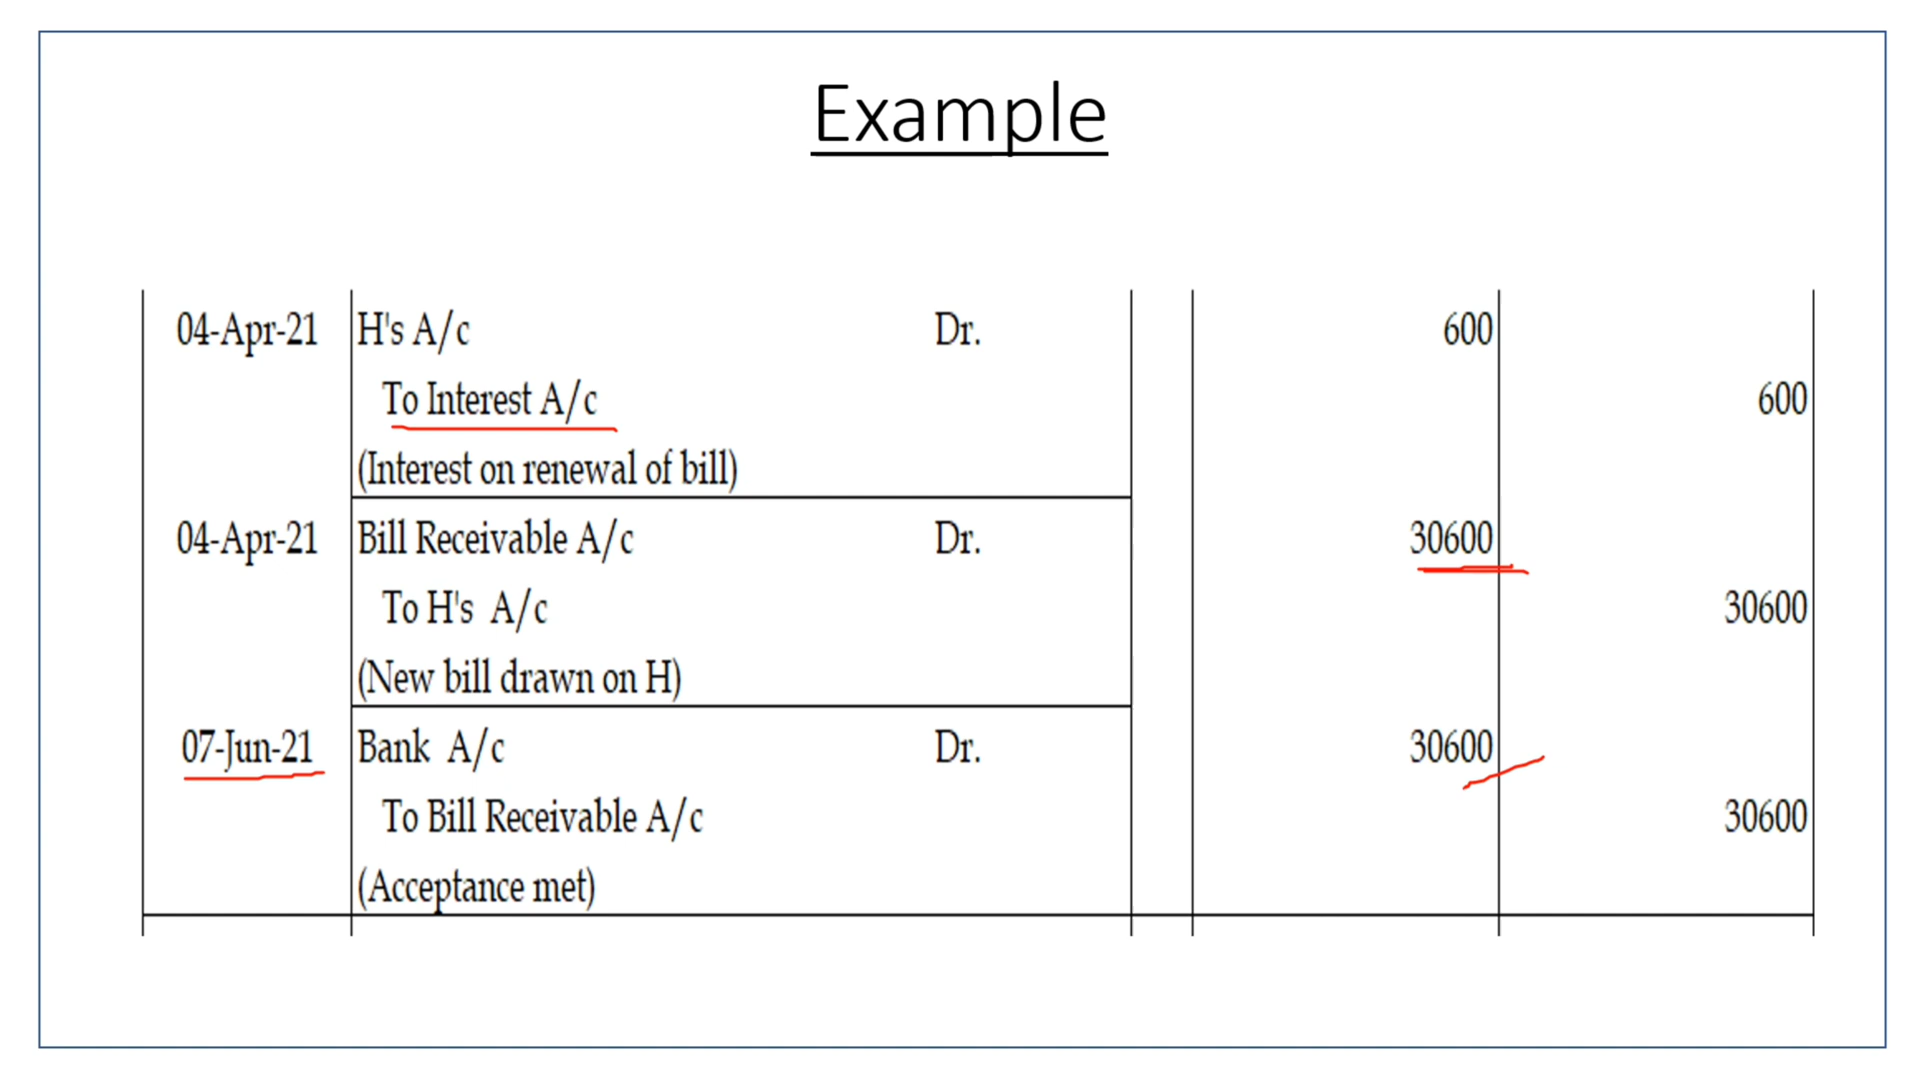 Example
04-Apr-21 H's A/c Dr. 600
To Interest A/c 600
(Interest on renewal of bill)
04-Apr-21 Bill Receivable A/c Dr. 30600
To H's A/c 30600
(New bill drawn on H)
07-Jun-21 Bank A/c Dr. 30600
To Bill Receivable A/c 30600
(Acceptance met)